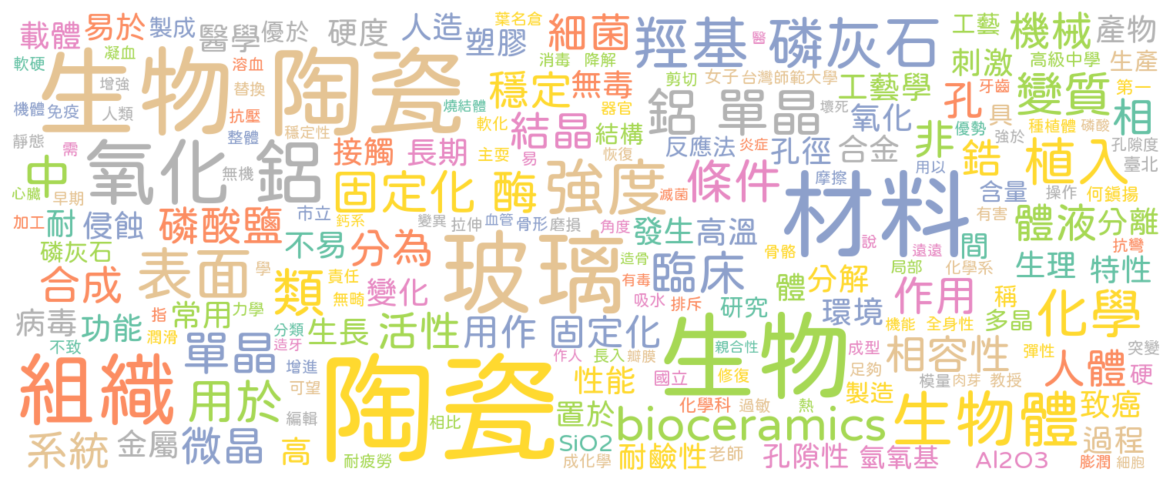 葉名倉
載體 易於 製成 醫學 優於 硬度 人造 塑膠 細菌 羥基 磷灰石 工藝 機械 產物
凝血 軟硬 溶血 增強 替換 消毒 降解 醫 刺激 高級中學 生產
生物 陶瓷 穩定 無毒 剪切 女子 台灣師範大學 工藝學 孔 牙齒 變質 第一
機體 免疫 人類 抗壓 燒結體 器官 鋁 單晶 壞死 氧化 非 優勢 具 種植體 磷酸 相
靜態 整體 穩定性 結晶 結構 軟化 反應法 炎症 強於 孔隙度
需 中 氧化 鋁 無機 接觸 長期 主要 易 恢復 孔徑 合金 鋯 植入 臺北
心臟 早期 固定化 酶 強度 滅菌 條件 材料 摩擦 用以 含量 操作 何鎮揚
加工 耐 侵蝕 磷酸鹽 市立 鈣系 變異 拉伸 血管 骨形 磨損 角度 有害 體液 分離
磷灰石 不易 分為 發生 高溫 說 遠遠 間 抗彎
表面 學 造骨 玻璃 臨床 骨骼 局部 化學系 生理 特性
合成 類 責任 無畸 變化 有毒 吸水 排斥 體 分解 作用 稱
病毒 功能 指 常用 力學 研究 環境 多晶 化學
不致 潤滑 單晶 分類 造牙 生長 活性 用作 固定化 生物 親合性 機能 全身性 彈性 突變
組織 增進 作人 長入 瓣膜 成型 相容性 人體 硬
用於 可望 陶瓷 性能 國立 修復 足夠 製造 模量 肉芽 教授
編輯 相比 置於 bioceramics 化學科 過敏 熱 生物體 致癌
系統 金屬 微晶 高 SiO2 過程
耐疲勞 成化學 耐鹼性 老師 孔隙性 氫氧基 Al2O3 膨潤 細胞